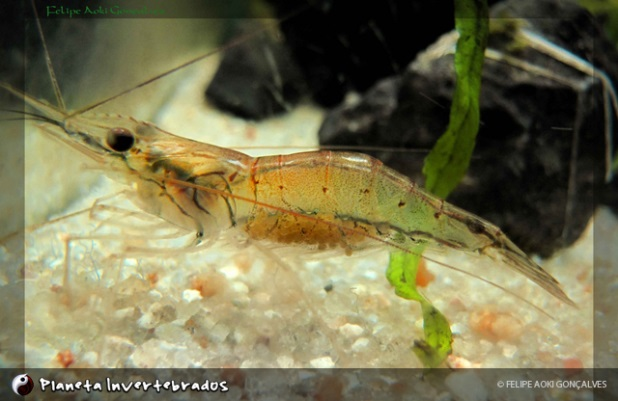 Felipe Aoki Gonçalves
Planeta Invertebrados
© FELIPE AOKI GONÇALVES